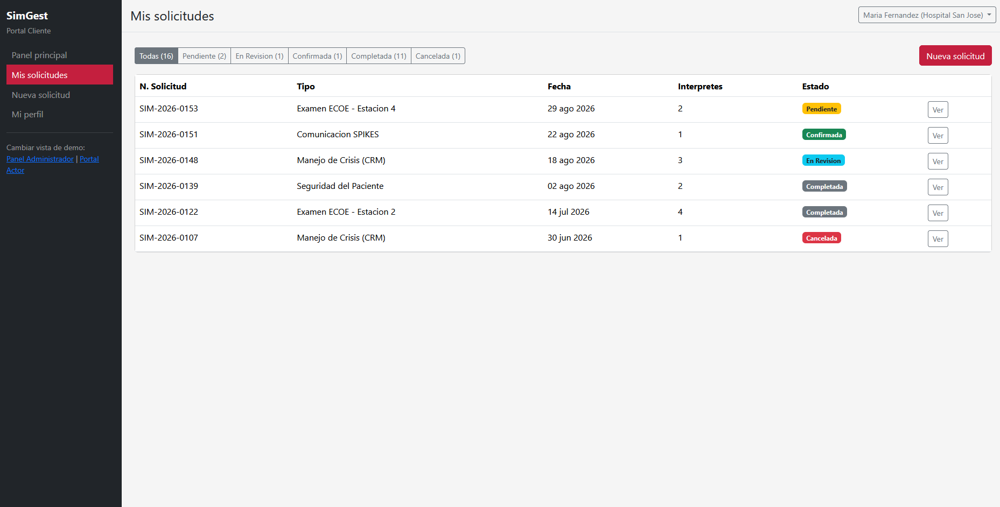 SimGest
Portal Cliente
Panel principal
Mis solicitudes
Nueva solicitud
Mi perfil
Cambiar vista de demo:
Panel Administrador | Portal
Actor
Mis solicitudes
Maria Fernandez (Hospital San Jose)
Todas (16) Pendiente (2) En Revision (1) Confirmada (1) Completada (11) Cancelada (1)
Nueva solicitud
N. Solicitud Tipo Fecha Interpretes Estado
SIM-2026-0153 Examen ECOE - Estacion 4 29 ago 2026 2 Pendiente Ver
SIM-2026-0151 Comunicacion SPIKES 22 ago 2026 1 Confirmada Ver
SIM-2026-0148 Manejo de Crisis (CRM) 18 ago 2026 3 En Revision Ver
SIM-2026-0139 Seguridad del Paciente 02 ago 2026 2 Completada Ver
SIM-2026-0122 Examen ECOE - Estacion 2 14 jul 2026 4 Completada Ver
SIM-2026-0107 Manejo de Crisis (CRM) 30 jun 2026 1 Cancelada Ver